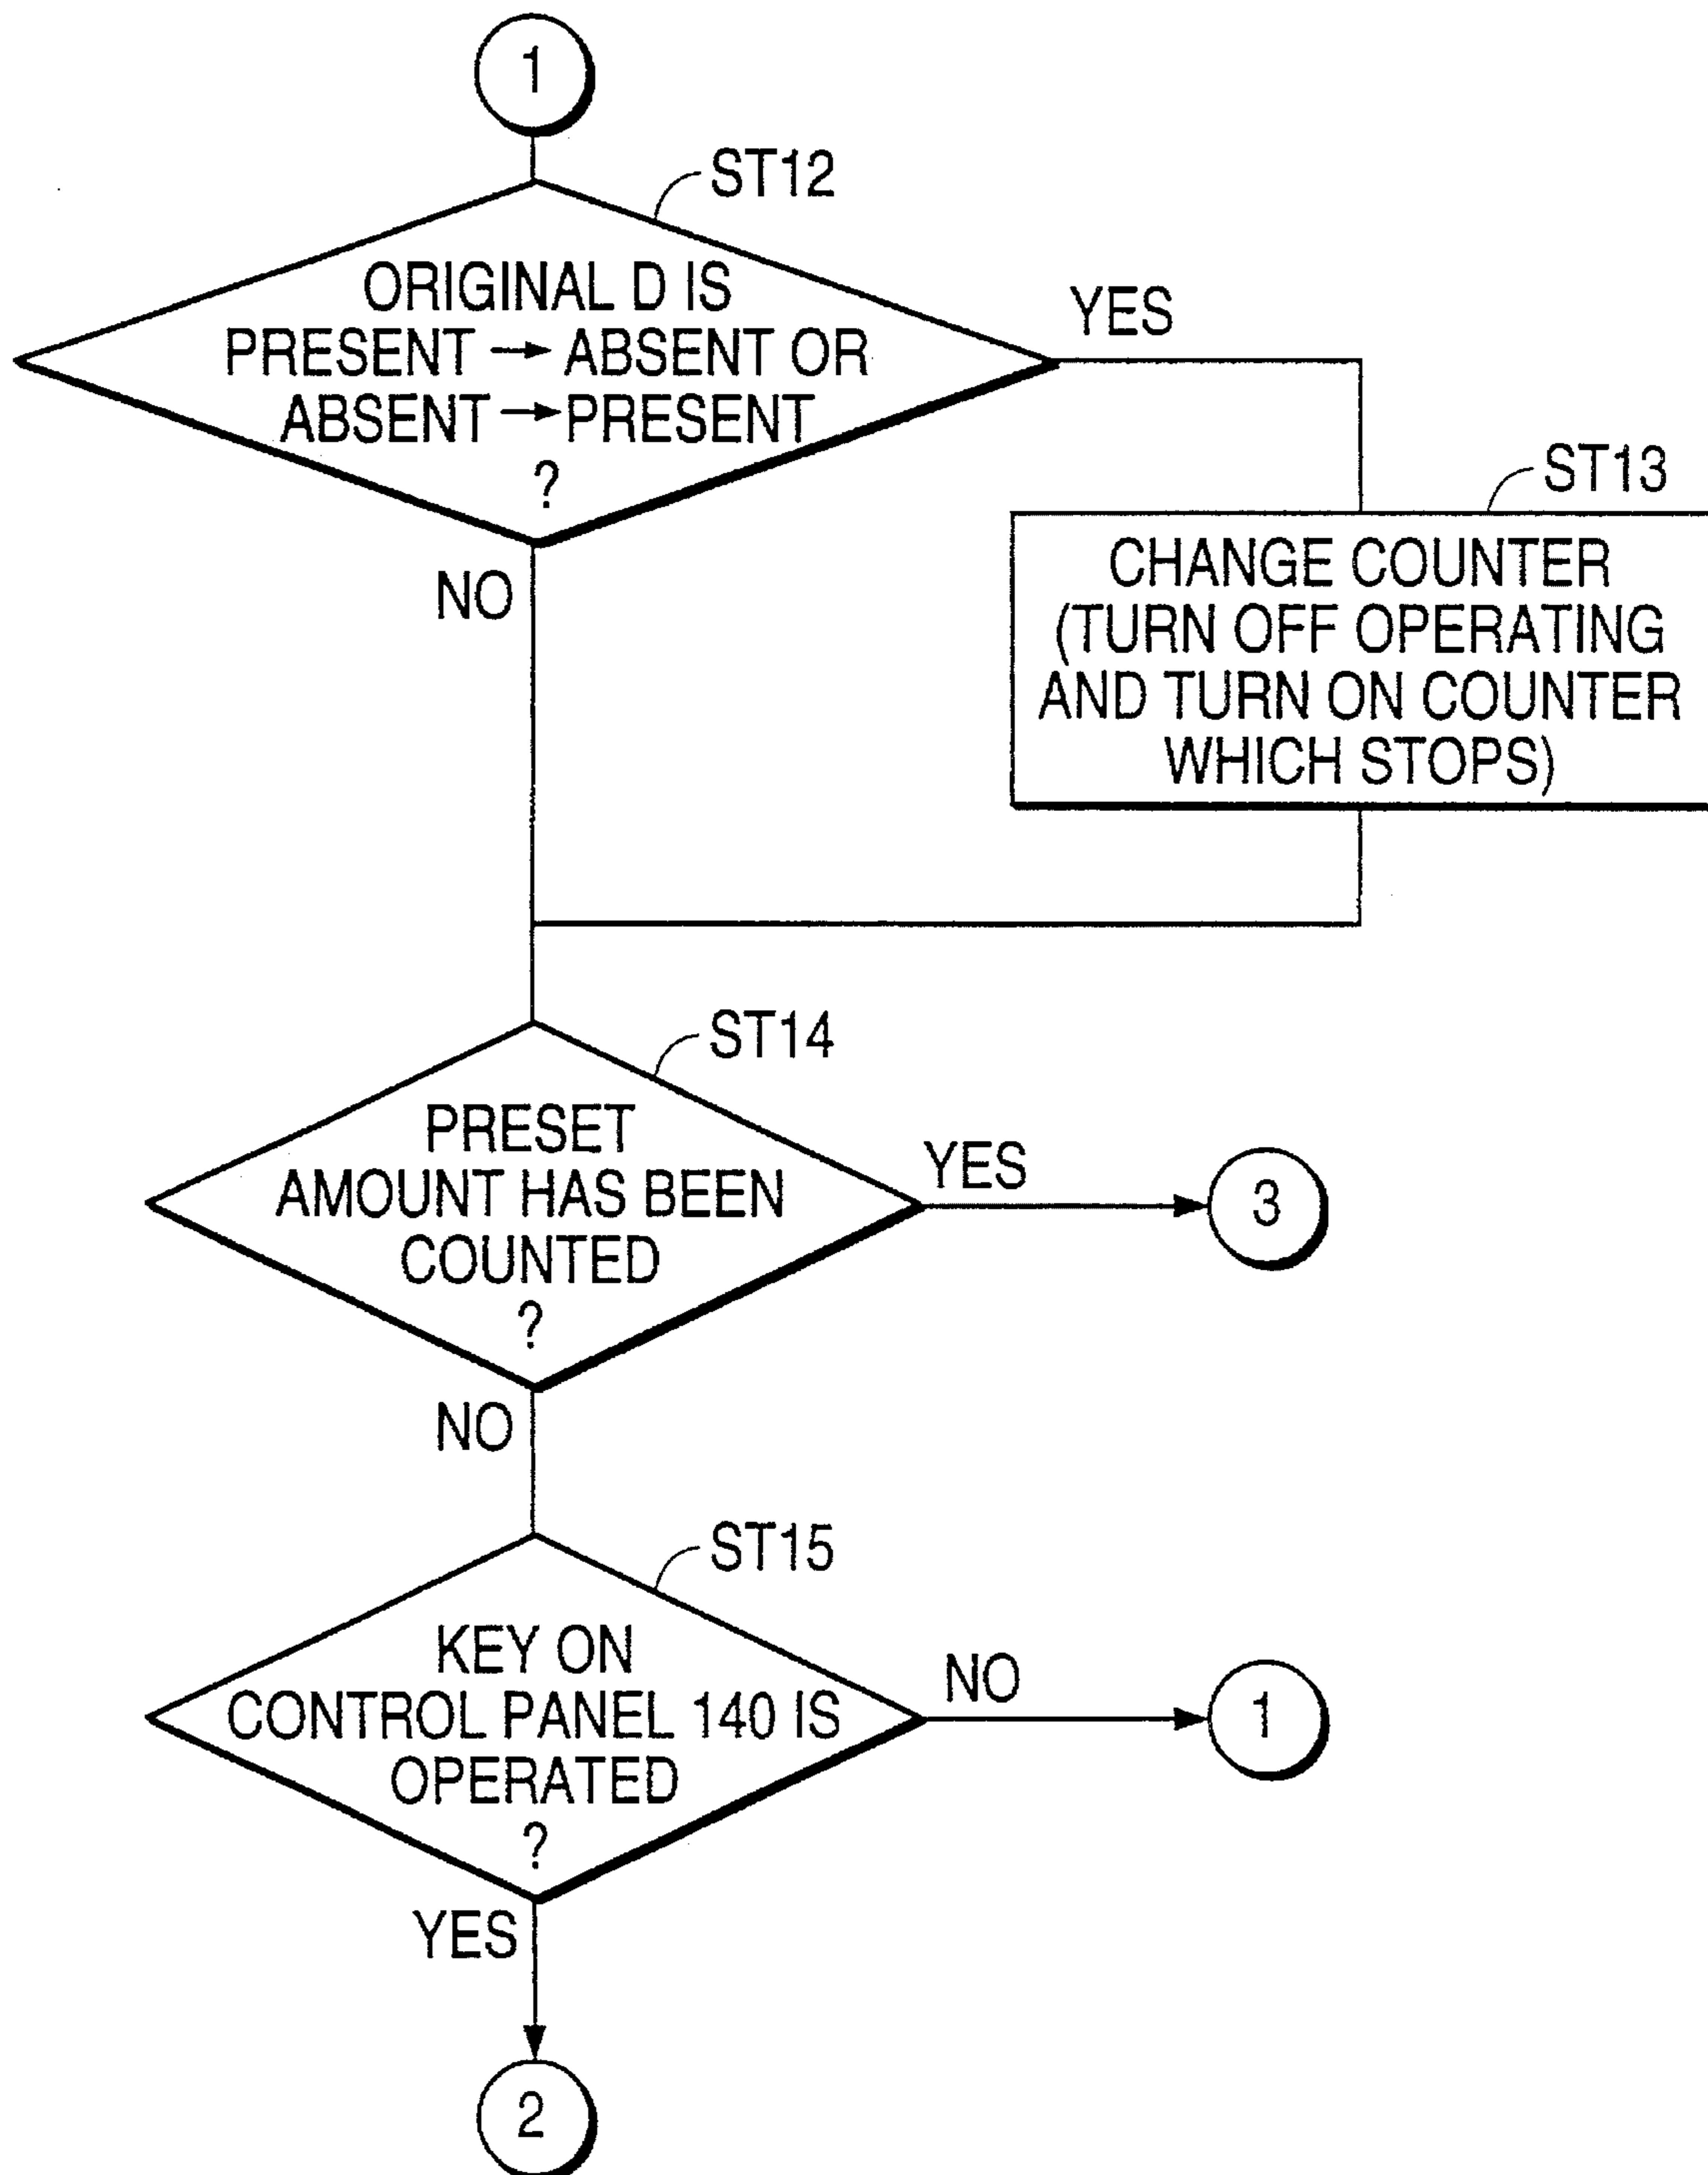 1
ST12
ORIGINAL D IS
PRESENT → ABSENT OR
ABSENT → PRESENT
?
YES
NO
ST13
CHANGE COUNTER
(TURN OFF OPERATING
AND TURN ON COUNTER
WHICH STOPS)
ST14
PRESET
AMOUNT HAS BEEN
COUNTED
?
YES
3
NO
ST15
KEY ON
CONTROL PANEL 140 IS
OPERATED
?
NO
1
YES
2